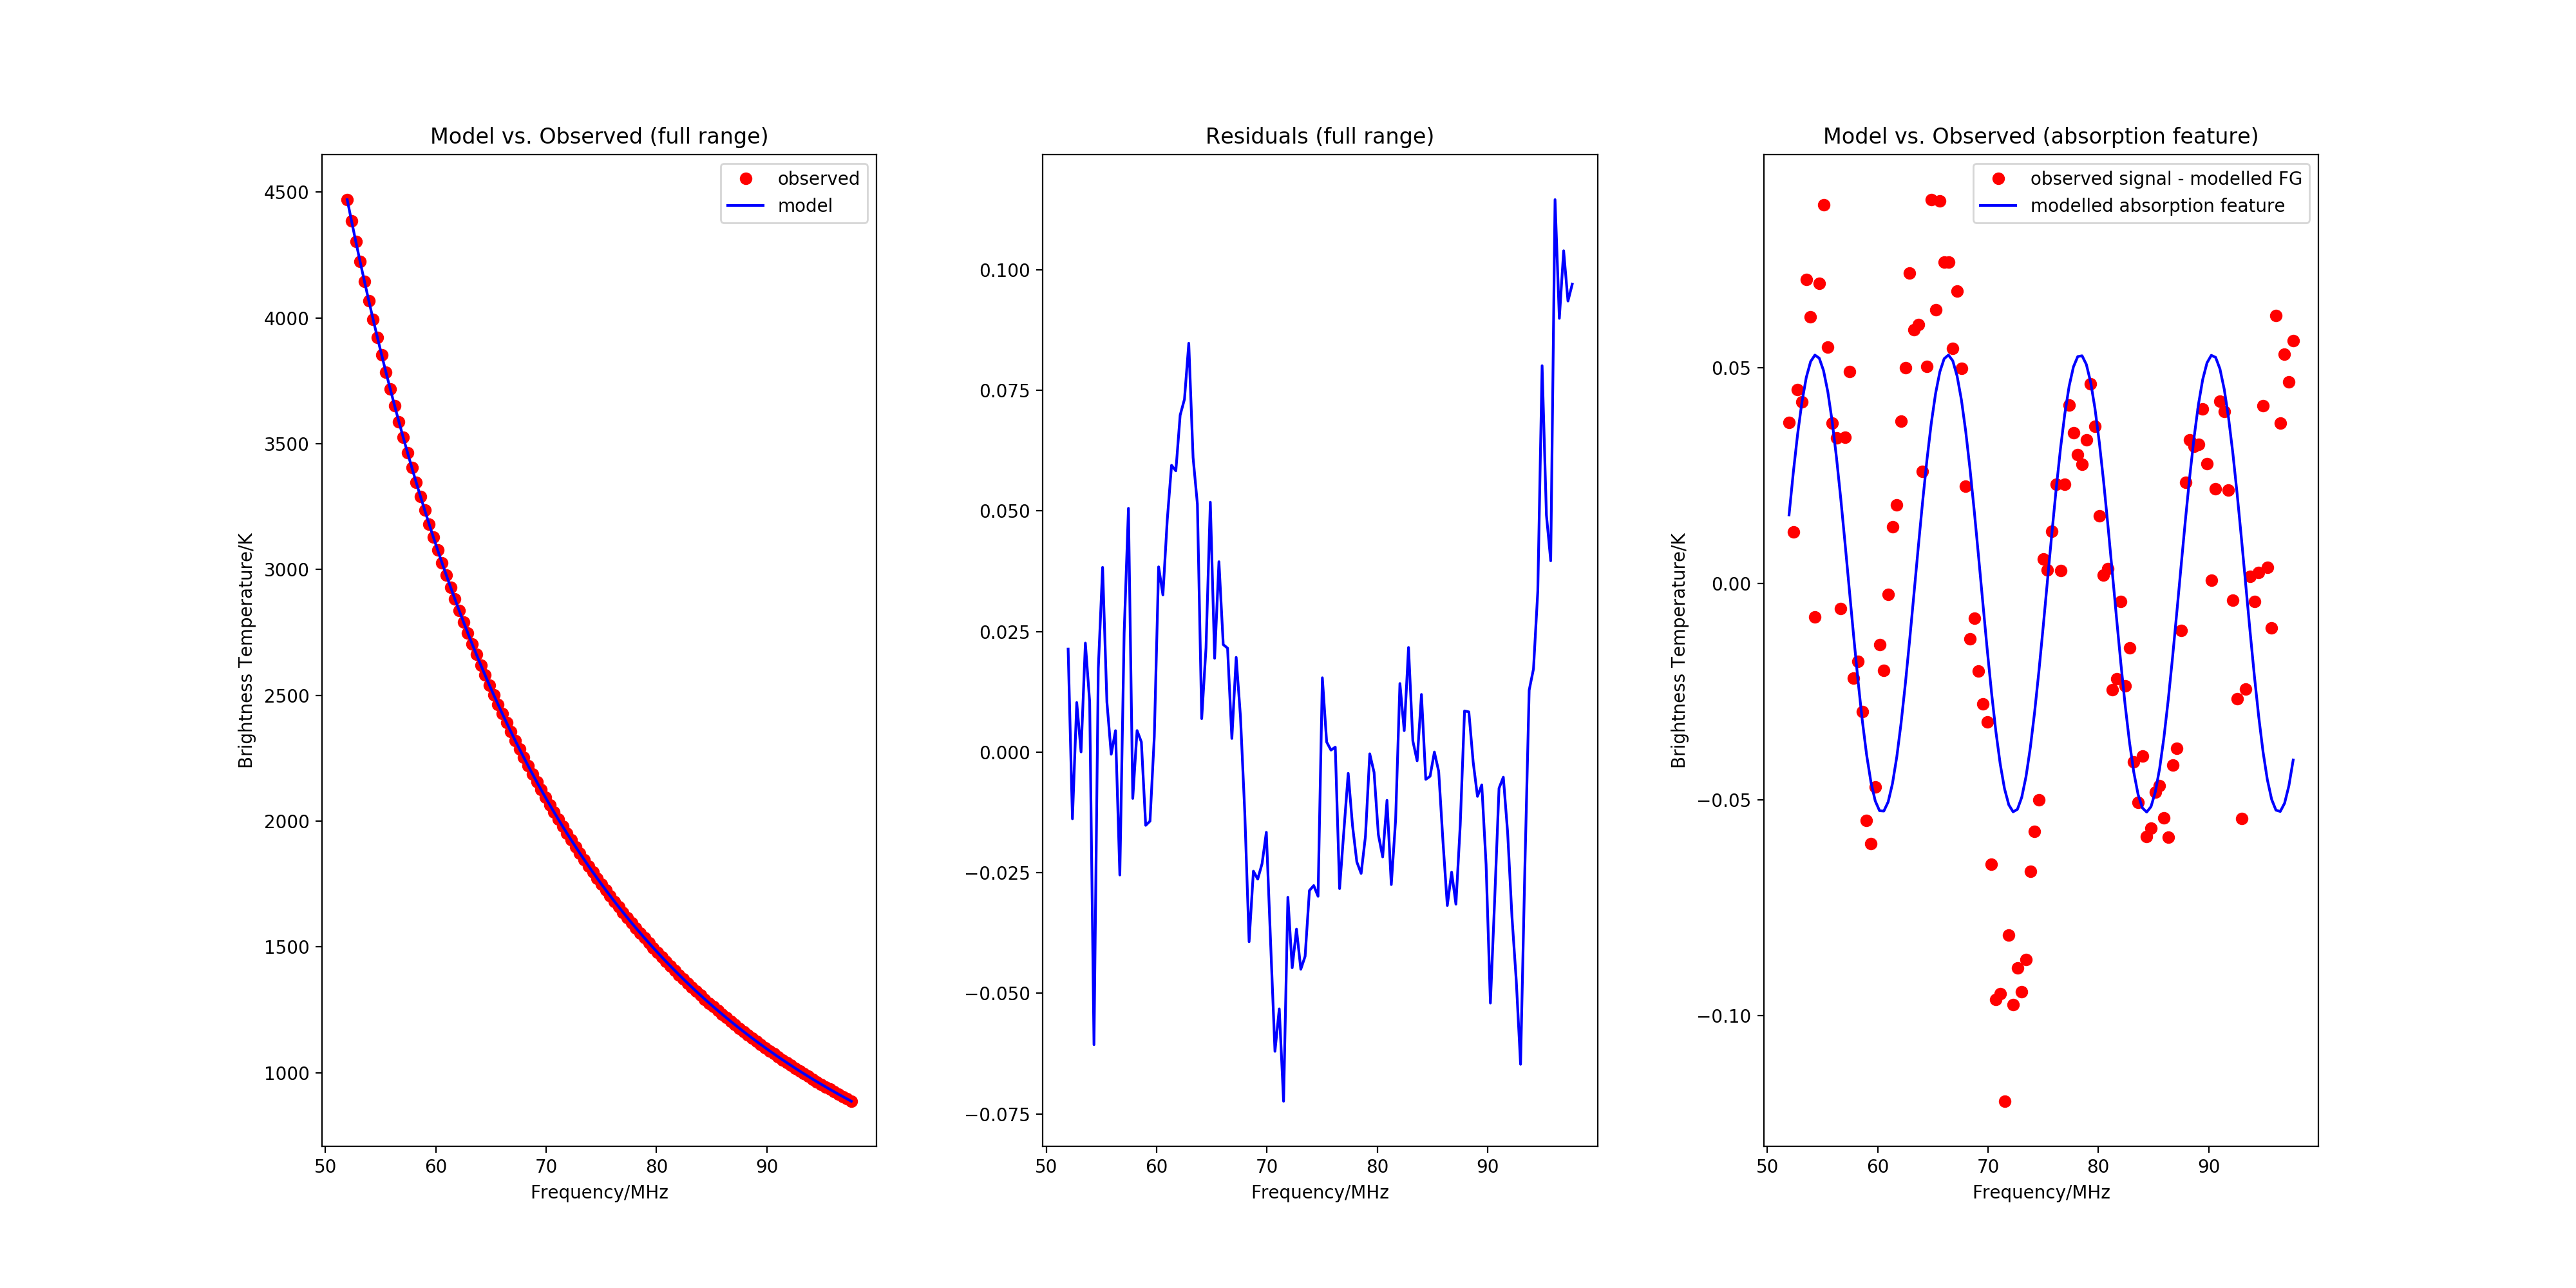 Model vs. Observed (full range)
observed
model
4500
4000
3500
3000
2500
2000
1500
1000
Brightness Temperature/K
50 60 70 80 90
Frequency/MHz
Residuals (full range)
0.100
0.075
0.050
0.025
0.000
−0.025
−0.050
−0.075
50 60 70 80 90
Frequency/MHz
Model vs. Observed (absorption feature)
observed signal - modelled FG
modelled absorption feature
0.05
0.00
−0.05
−0.10
Brightness Temperature/K
50 60 70 80 90
Frequency/MHz